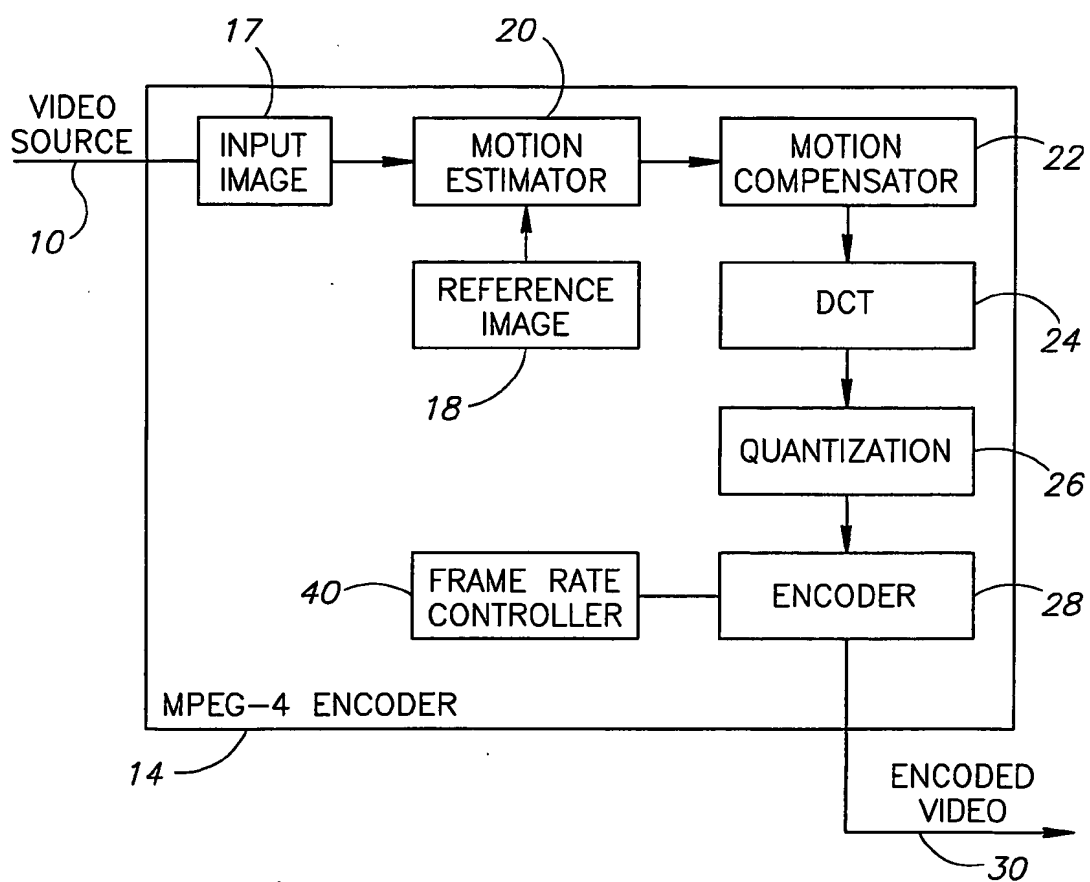 17
20
VIDEO
SOURCE
10
INPUT
IMAGE
MOTION
ESTIMATOR
MOTION
COMPENSATOR
22
REFERENCE
IMAGE
18
DCT
24
QUANTIZATION
26
40
FRAME RATE
CONTROLLER
ENCODER
28
MPEG-4 ENCODER
14
ENCODED
VIDEO
30